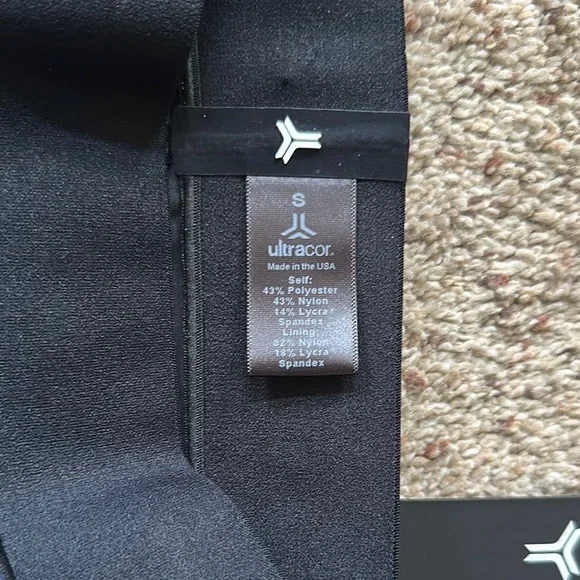 S
ultracor.
Made in the USA
Self:
43% Polyester
43% Nylon
14% Lycra®
Spandex
Lining:
82% Nylon
18% Lycra®
Spandex